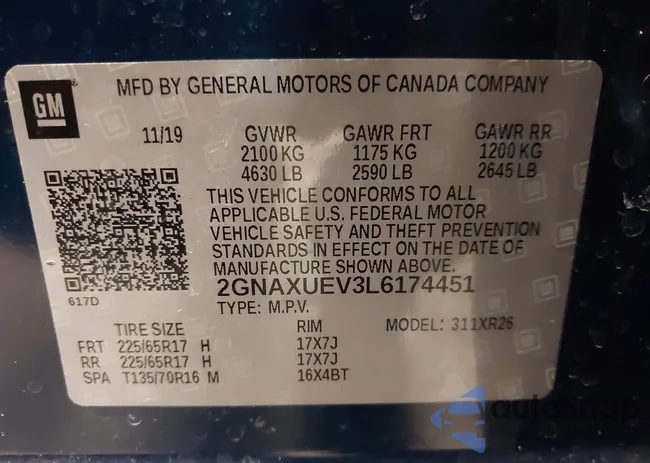 MFD BY GENERAL MOTORS OF CANADA COMPANY
GM
11/19 GVWR GAWR FRT GAWR RR
2100 KG 1175 KG 1200 KG
4630 LB 2590 LB 2645 LB
THIS VEHICLE CONFORMS TO ALL
APPLICABLE U.S. FEDERAL MOTOR
VEHICLE SAFETY AND THEFT PREVENTION
STANDARDS IN EFFECT ON THE DATE OF
MANUFACTURE SHOWN ABOVE.
617D
2GNAXUEV3L6174451
TYPE: M.P.V.
TIRE SIZE RIM MODEL: 311XR26
FRT 225/65R17 H 17X7J
RR 225/65R17 H 17X7J
SPA T135/70R16 M 16X4BT
autoshop